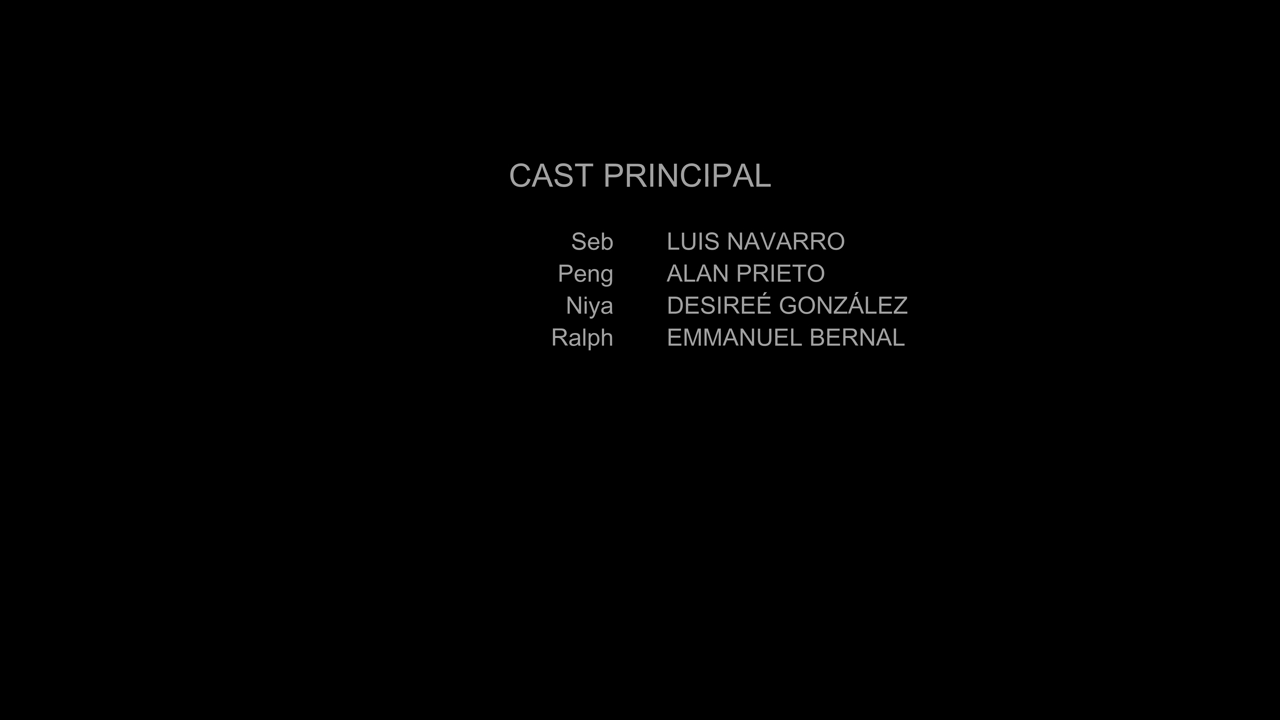 CAST PRINCIPAL
Seb LUIS NAVARRO
Peng ALAN PRIETO
Niya DESIREÉ GONZÁLEZ
Ralph EMMANUEL BERNAL